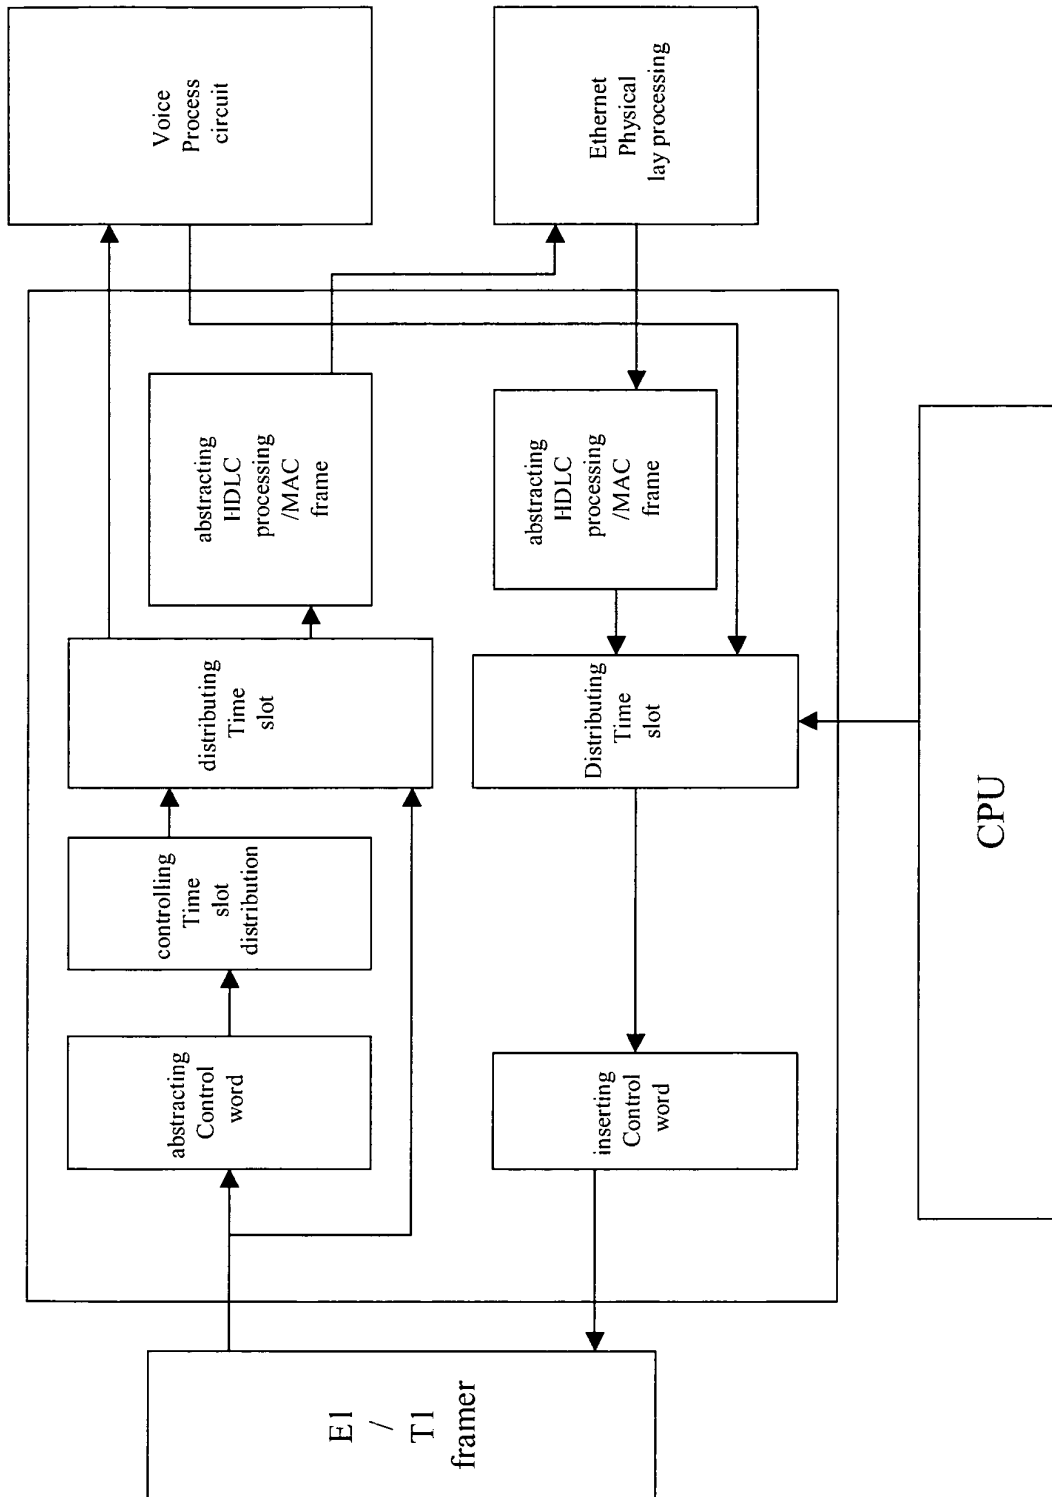 E1
/
T1
framer
abstracting
Control
word
controlling
Time
slot
distribution
distributing
Time
slot
abstracting
HDLC
processing
/MAC
frame
Voice
Process
circuit
inserting
Control
word
Distributing
Time
slot
abstracting
HDLC
processing
/MAC
frame
Ethernet
Physical
lay processing
CPU